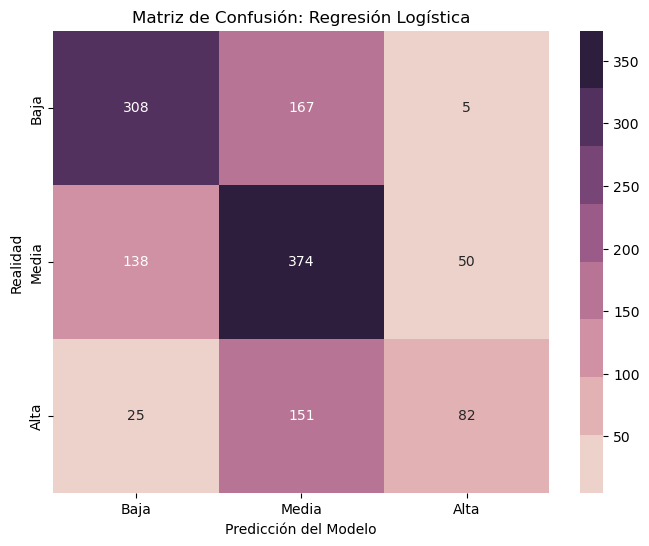 Matriz de Confusión: Regresión Logística
Baja 308 167 5
Media 138 374 50
Alta 25 151 82
Realidad
Baja Media Alta
Predicción del Modelo
350
300
250
200
150
100
50